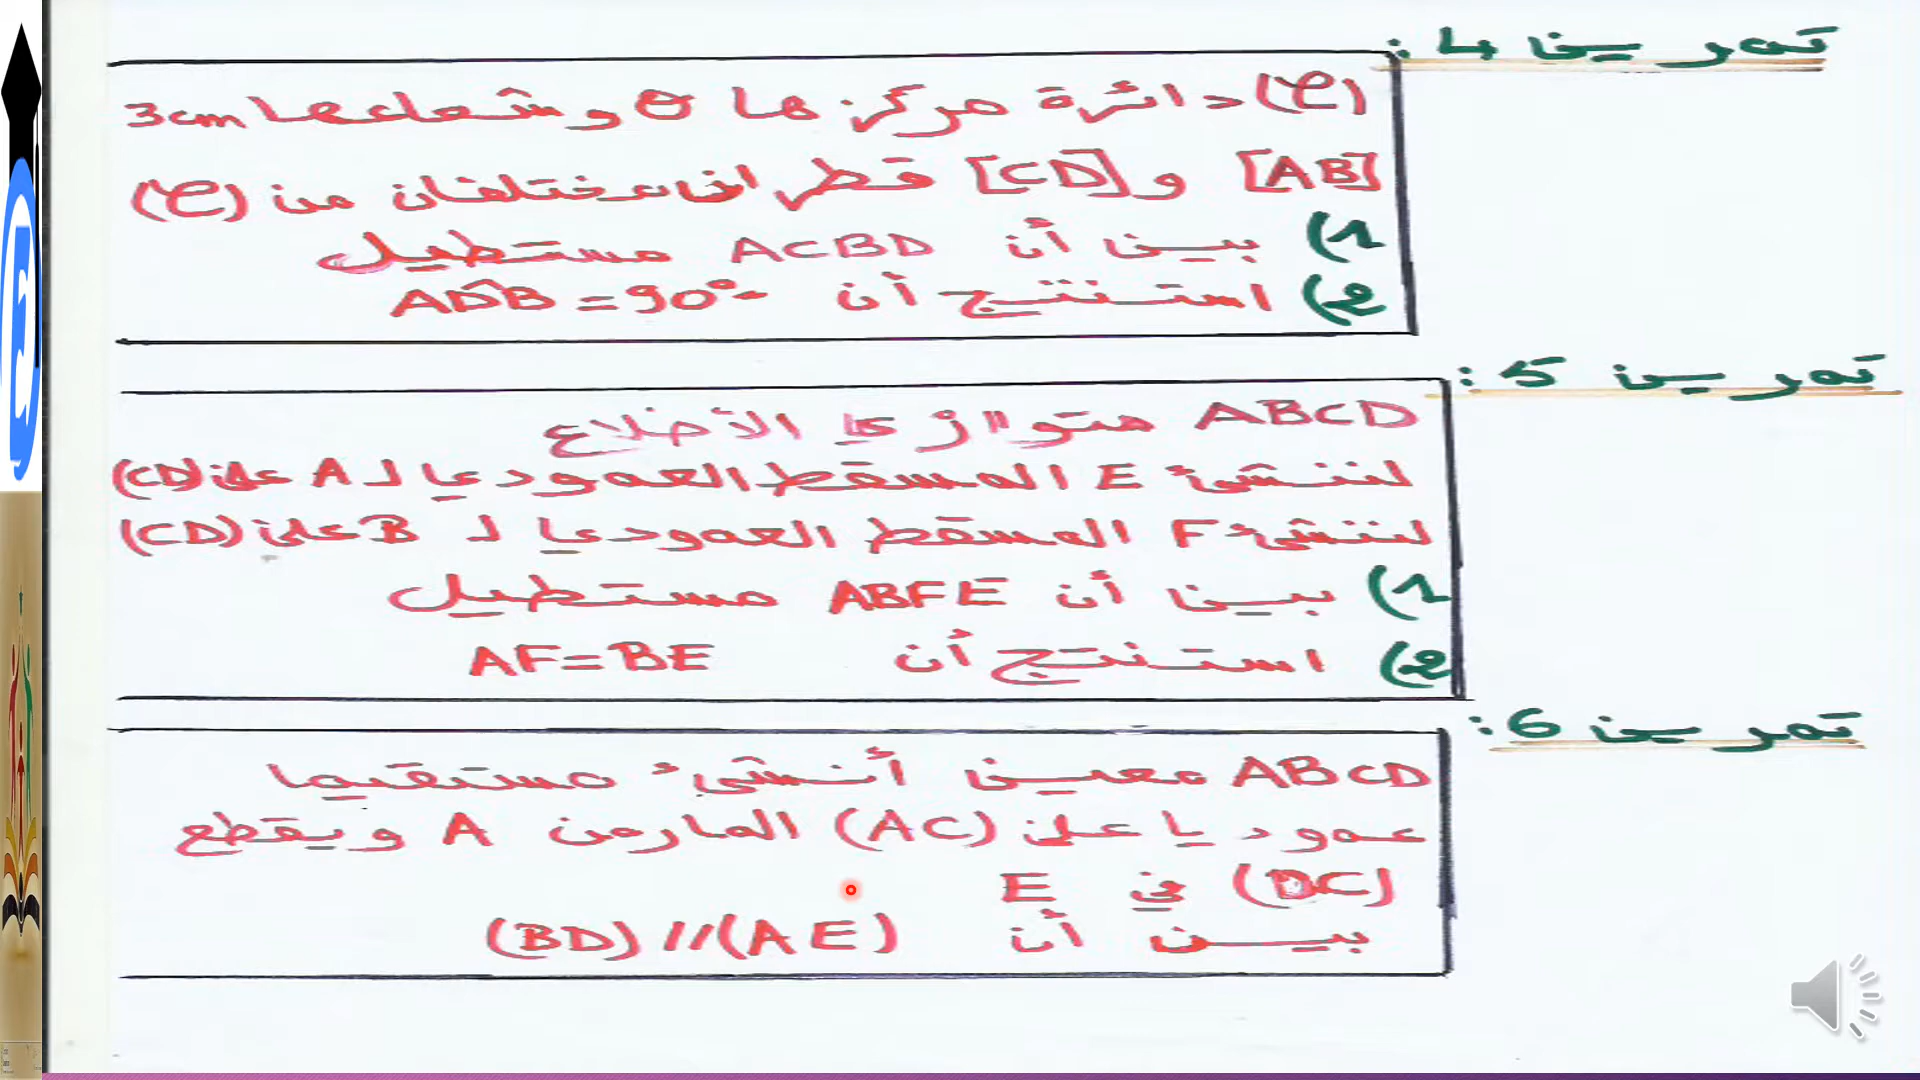 تمرين 4:
(C) دائرة مركزها O وشعاعها 3cm
[AB] و [CD] قطران مختلفان من (C)
1) بين أن ACBD مستطيل
2) استنتج أن ADB = 90°
تمرين 5:
ABCD متوازي الأضلاع
لننشئ E المسقط العمودي لـ A على (CD)
لننشئ F المسقط العمودي لـ B على (CD)
1) بين أن ABFE مستطيل
2) استنتج أن AF=BE
تمرين 6:
ABCD معين أنشئ مستقيما
عموديا على (AC) المار من A ويقطع
(DC) في E
بين أن (AE) // (BD)